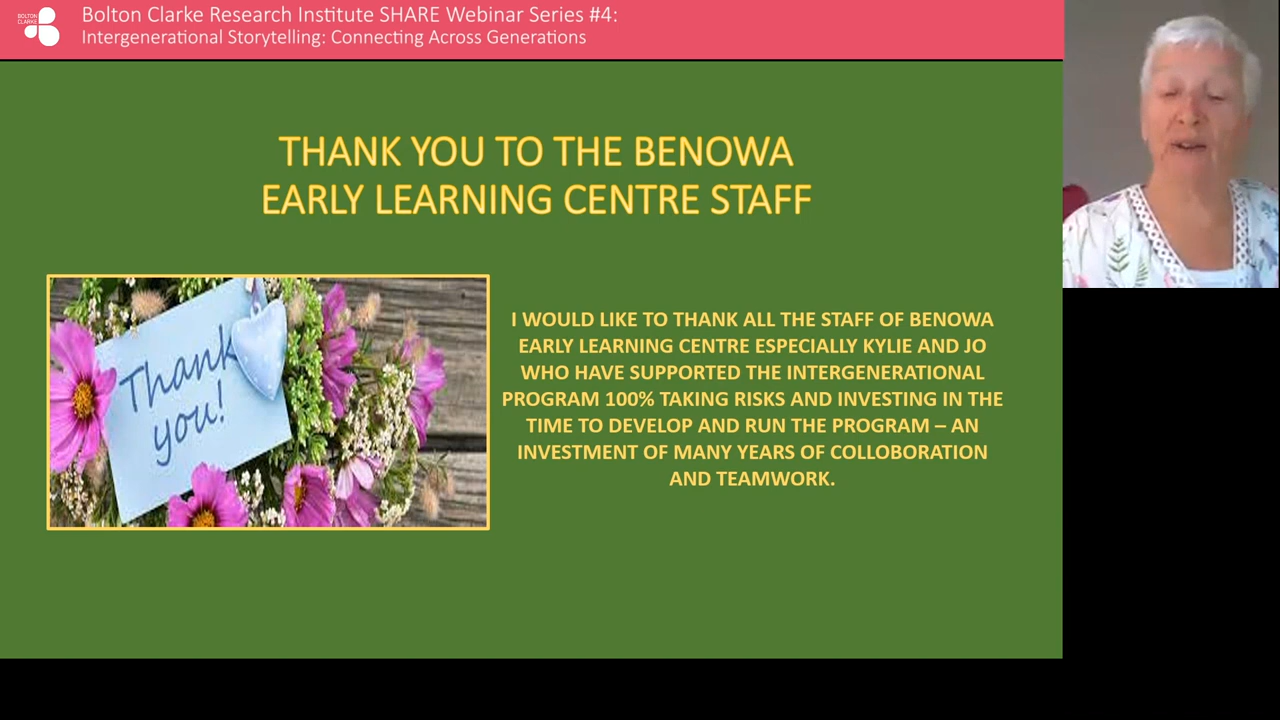 BOLTON
CLARKE
Bolton Clarke Research Institute SHARE Webinar Series #4:
Intergenerational Storytelling: Connecting Across Generations
THANK YOU TO THE BENOWA
EARLY LEARNING CENTRE STAFF
Thank
you!
I WOULD LIKE TO THANK ALL THE STAFF OF BENOWA
EARLY LEARNING CENTRE ESPECIALLY KYLIE AND JO
WHO HAVE SUPPORTED THE INTERGENERATIONAL
PROGRAM 100% TAKING RISKS AND INVESTING IN THE
TIME TO DEVELOP AND RUN THE PROGRAM – AN
INVESTMENT OF MANY YEARS OF COLLOBORATION
AND TEAMWORK.